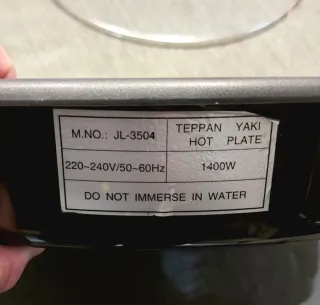 M.NO.: JL-3504
TEPPAN YAKI
HOT PLATE
220~240V/50~60Hz
1400W
DO NOT IMMERSE IN WATER